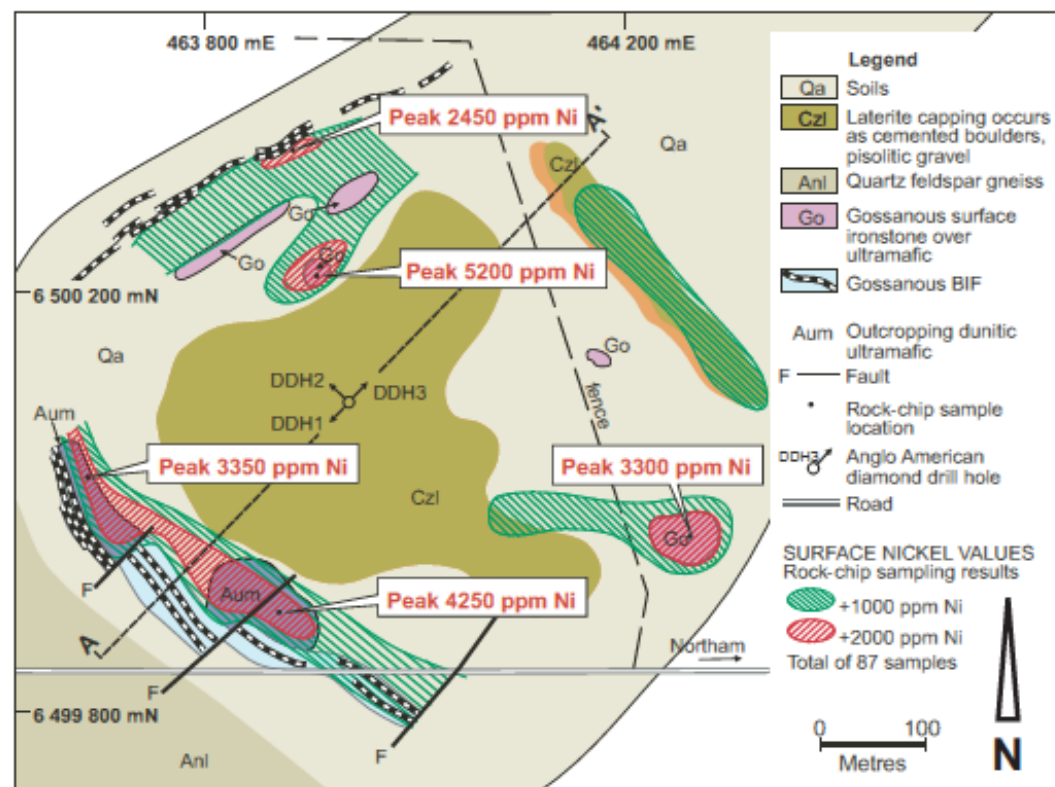 463 800 mE
464 200 mE
Peak 2450 ppm Ni
A'
Qa
Qa
Czl
Go
Go
Go
Peak 5200 ppm Ni
6 500 200 mN
Qa
Go
DDH2
DDH3
DDH1
fence
Aum
Peak 3350 ppm Ni
Peak 3300 ppm Ni
Czl
Go
F
Aum
Peak 4250 ppm Ni
A
Northam
F
6 499 800 mN
F
Anl
Legend
Qa Soils
Czl Laterite capping occurs
as cemented boulders,
pisolitic gravel
Anl Quartz feldspar gneiss
Go Gossanous surface
ironstone over
ultramafic
Gossanous BIF
Aum Outcropping dunitic
ultramafic
F Fault
Rock-chip sample
location
DDH3 Anglo American
diamond drill hole
Road
SURFACE NICKEL VALUES
Rock-chip sampling results
+1000 ppm Ni
+2000 ppm Ni
Total of 87 samples
0 100
Metres
N